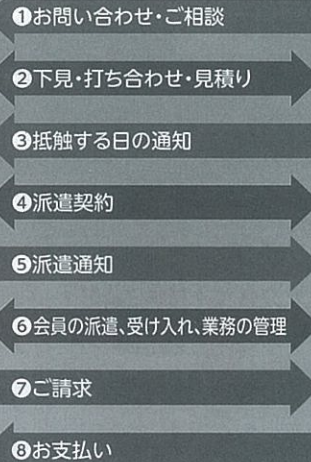 ❶お問い合わせ・ご相談
❷下見・打ち合わせ・見積り
❸抵触する日の通知
❹派遣契約
❺派遣通知
❻会員の派遣、受け入れ、業務の管理
❼ご請求
❽お支払い